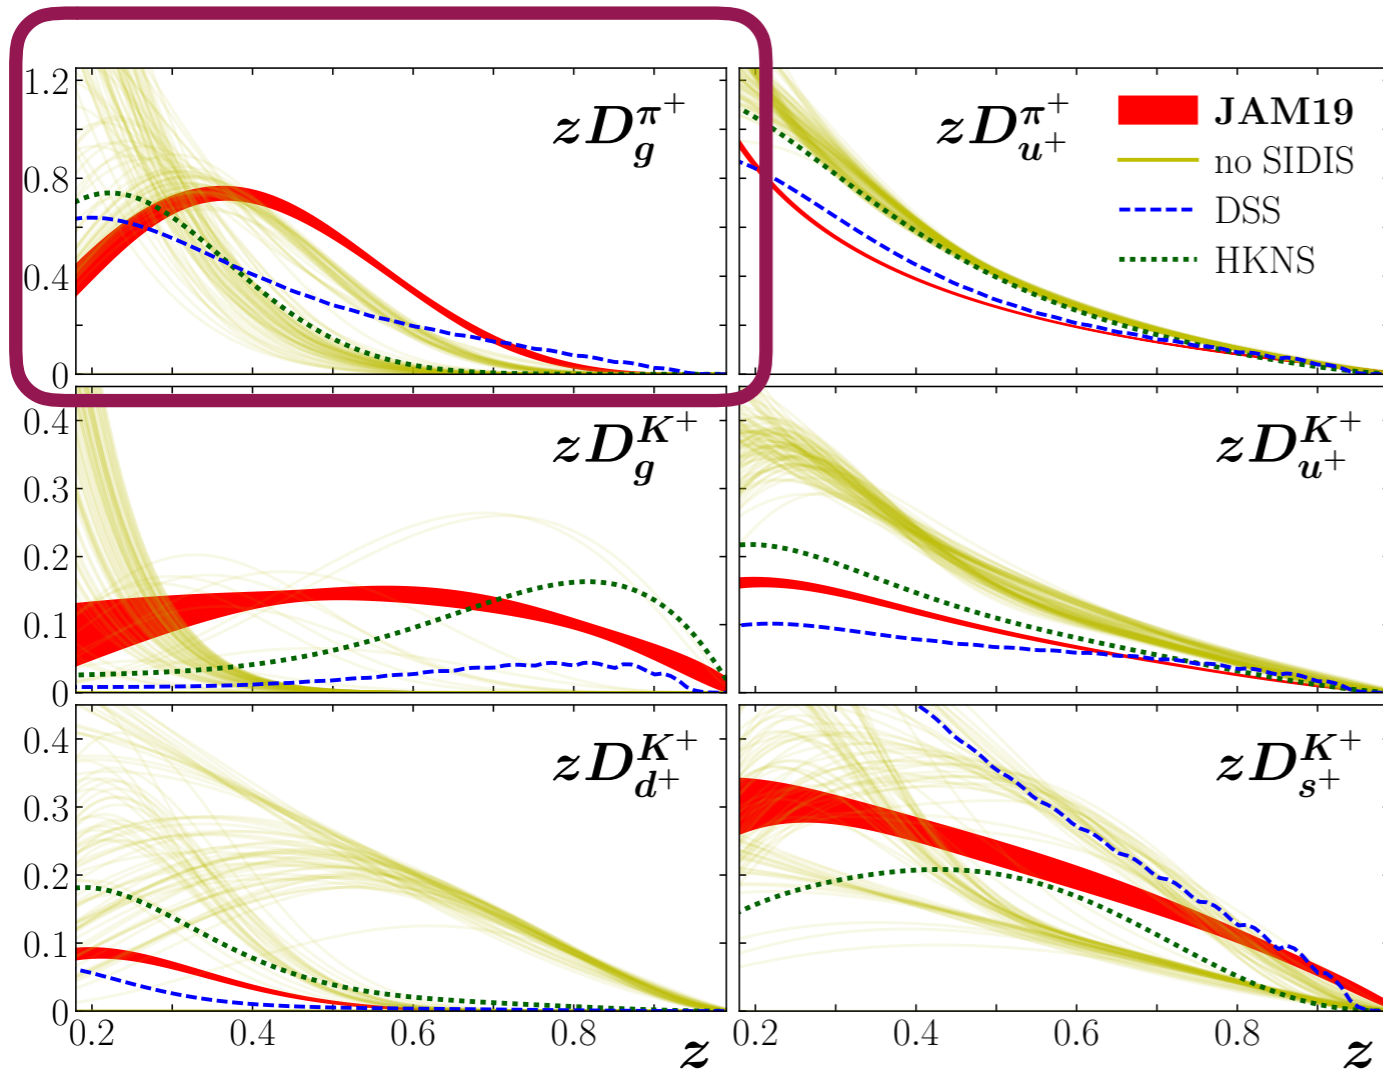 1.2
0.8
0.4
0
zD_g^{π^+}
zD_{u^+}^{π^+}
JAM19
no SIDIS
DSS
HKNS
0.4
0.3
0.2
0.1
0
zD_g^{K^+}
zD_{u^+}^{K^+}
0.4
0.3
0.2
0.1
0
zD_{d^+}^{K^+}
zD_{s^+}^{K^+}
0.2 0.4 0.6 0.8 z
0.2 0.4 0.6 0.8 z